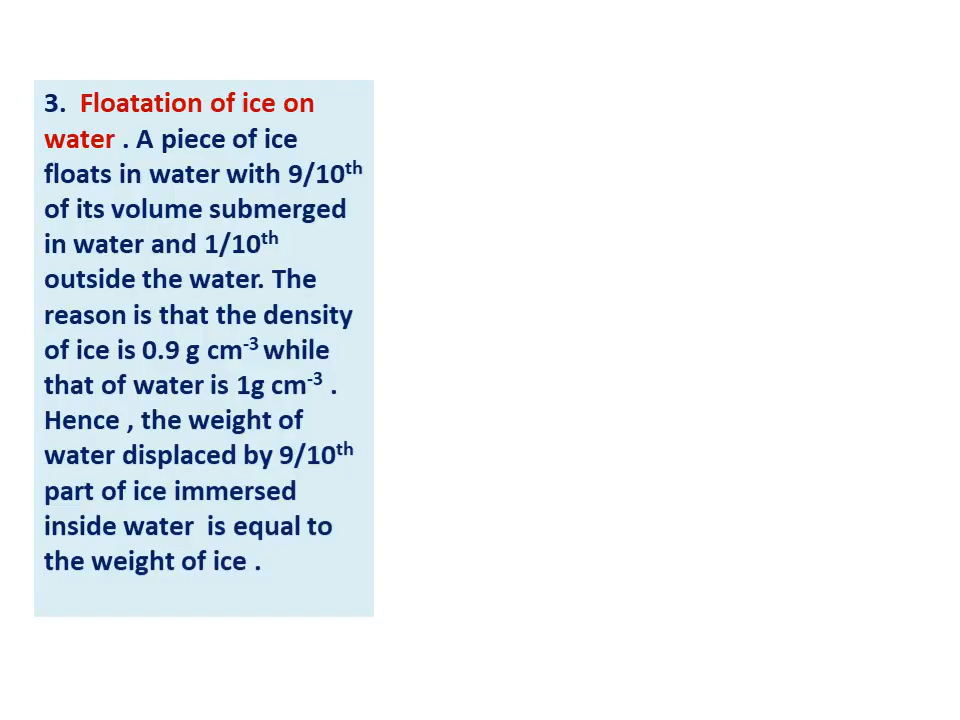 3. Floatation of ice on
water . A piece of ice
floats in water with 9/10th
of its volume submerged
in water and 1/10th
outside the water. The
reason is that the density
of ice is 0.9 g cm-3 while
that of water is 1g cm-3 .
Hence , the weight of
water displaced by 9/10th
part of ice immersed
inside water is equal to
the weight of ice .